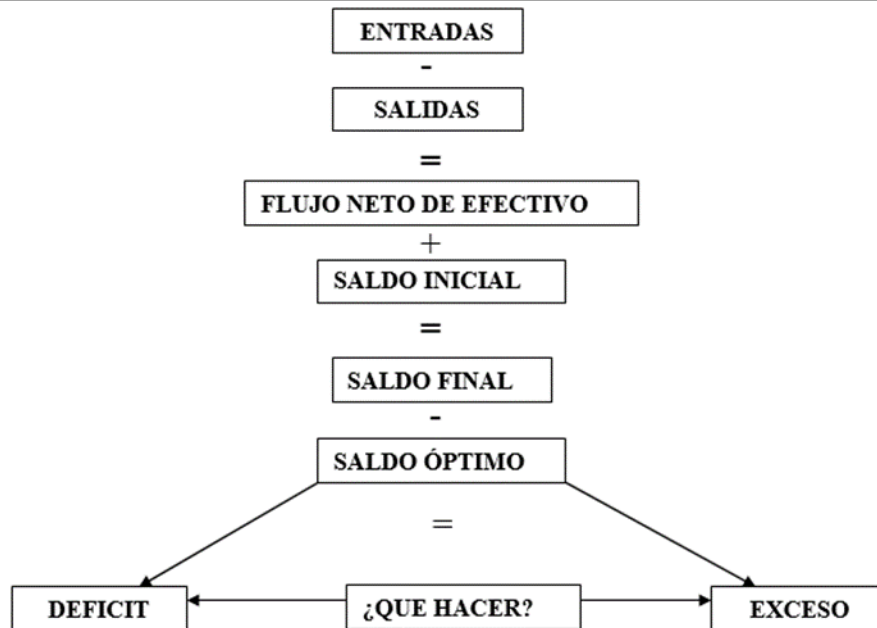 ENTRADAS
-
SALIDAS
=
FLUJO NETO DE EFECTIVO
+
SALDO INICIAL
=
SALDO FINAL
-
SALDO ÓPTIMO
=
DEFICIT
¿QUE HACER?
EXCESO